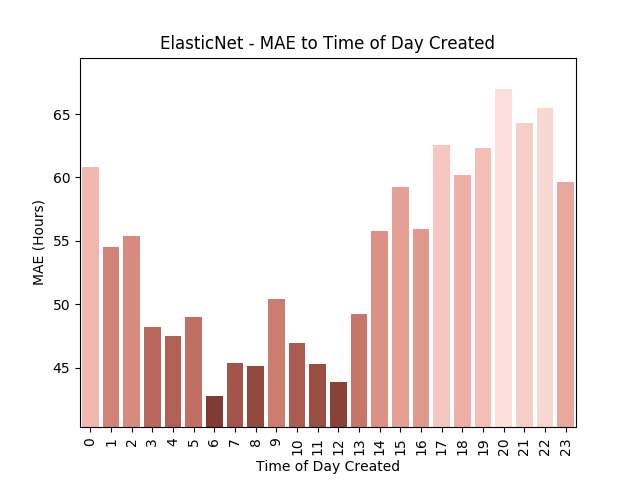 ElasticNet - MAE to Time of Day Created
MAE (Hours)
65
60
55
50
45
0 1 2 3 4 5 6 7 8 9 10 11 12 13 14 15 16 17 18 19 20 21 22 23
Time of Day Created